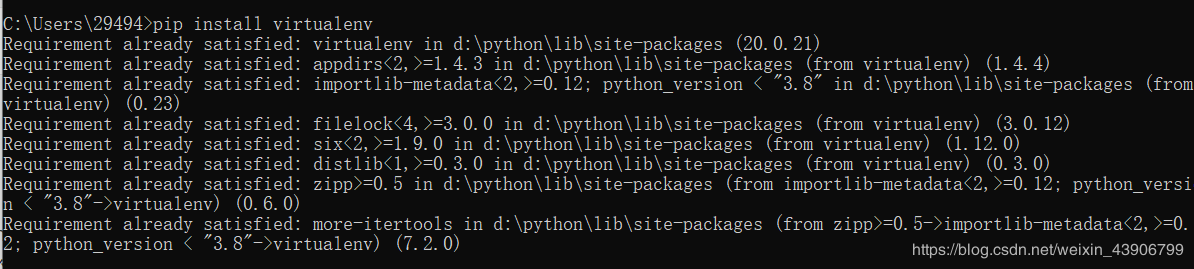 C:\Users\29494>pip install virtualenv
Requirement already satisfied: virtualenv in d:\python\lib\site-packages (20.0.21)
Requirement already satisfied: appdirs<2,>=1.4.3 in d:\python\lib\site-packages (from virtualenv) (1.4.4)
Requirement already satisfied: importlib-metadata<2,>=0.12; python_version < "3.8" in d:\python\lib\site-packages (from
virtualenv) (0.23)
Requirement already satisfied: filelock<4,>=3.0.0 in d:\python\lib\site-packages (from virtualenv) (3.0.12)
Requirement already satisfied: six<2,>=1.9.0 in d:\python\lib\site-packages (from virtualenv) (1.12.0)
Requirement already satisfied: distlib<1,>=0.3.0 in d:\python\lib\site-packages (from virtualenv) (0.3.0)
Requirement already satisfied: zipp>=0.5 in d:\python\lib\site-packages (from importlib-metadata<2,>=0.12; python_versi
n < "3.8"->virtualenv) (0.6.0)
Requirement already satisfied: more-itertools in d:\python\lib\site-packages (from zipp>=0.5->importlib-metadata<2,>=0.
2; python_version < "3.8"->virtualenv) (7.2.0)
https://blog.csdn.net/weixin_43906799